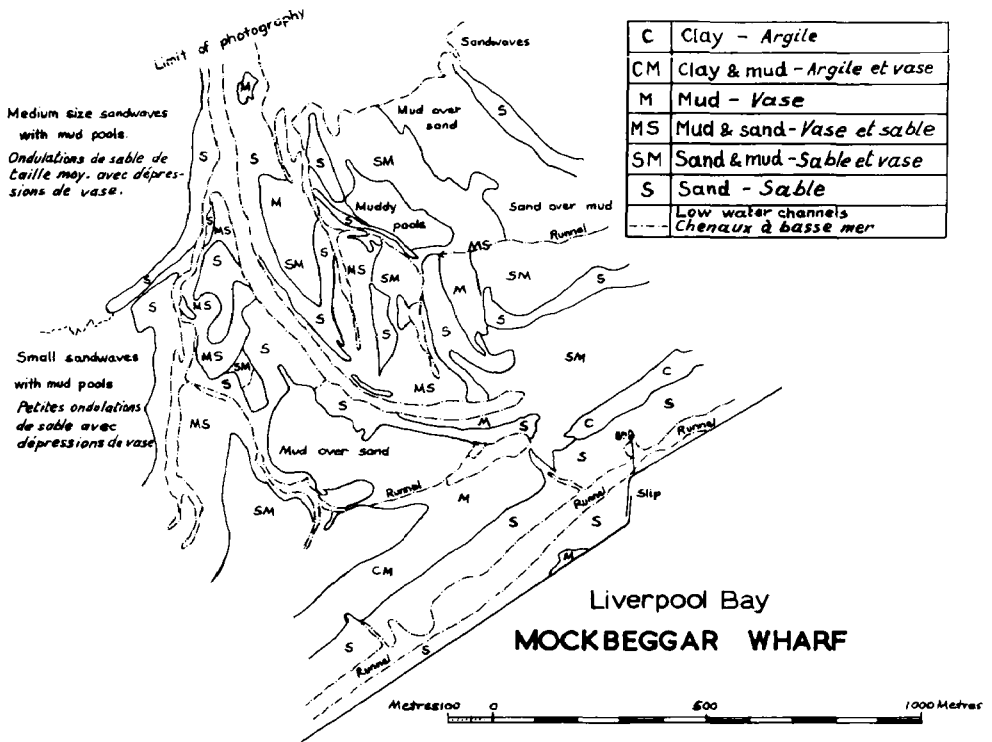 Limit of photography
Sandwaves
C Clay - Argile
CM Clay & mud - Argile et vase
M Mud - Vase
MS Mud & sand - Vase et sable
SM Sand & mud - Sable et vase
S Sand - Sable
Low water channels
Chenaux à basse mer
Medium size sandwaves
with mud pools.
Ondulations de sable de
taille moy. avec dépres-
sions de vase.
M
Mud over
sand
S
S
S
S
SM
M
Muddy
pools
S
Sand over mud
Runnel
S
MS
MS
S
SM
S
MS
SM
M
SM
S
S
S
MS
S
S
S
S
Small sandwaves
with mud pools
Petites ondulations
de sable avec
dépressions de vase
MS
S
SM
S
MS
SM
C
MS
S
M
S
C
S
Runnel
Mud over sand
S
Runnel
M
Runnel
Slip
SM
S
S
M
CM
S
Runnel
S
Liverpool Bay
MOCKBEGGAR WHARF
Metres 100 0 500 1000 Metres